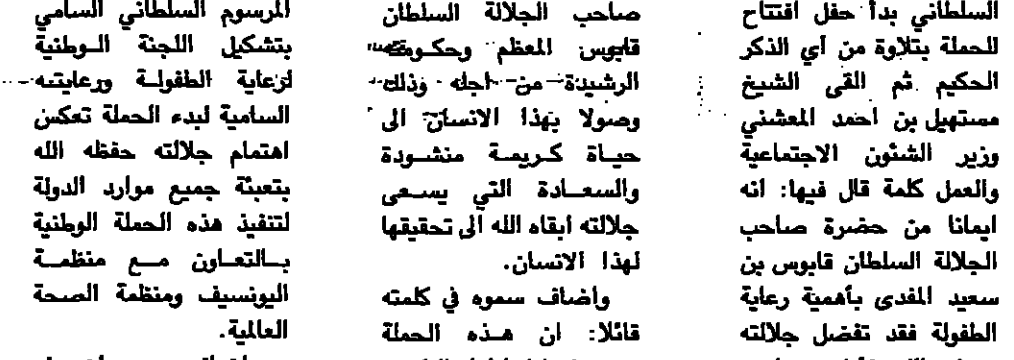 السلطاني بدأ حفل افتتاح
للحملة بتلاوة من آي الذكر
الحكيم ثم القى الشيخ
مستهيل بن احمد المعشني
وزير الشئون الاجتماعية
والعمل كلمة قال فيها: انه
ايمانا من حضرة صاحب
الجلالة السلطان قابوس بن
سعيد المفدى بأهمية رعاية
الطفولة فقد تفضل جلالته
صاحب الجلالة السلطان
قابوس المعظم وحكومته
الرشيدة من اجله وذلك
وصولا بهذا الانسان الى
حياة كريمة منشودة
والسعادة التي يسعى
جلالته ابقاه الله الى تحقيقها
لهذا الانسان.
واضاف سموه في كلمته
قائلا: ان هذه الحملة
المرسوم السلطاني السامي
بتشكيل اللجنة الوطنية
لرعاية الطفولة ورعايته
السامية لبدء الحملة تعكس
اهتمام جلالته حفظه الله
بتعبئة جميع موارد الدولة
لتنفيذ هذه الحملة الوطنية
بالتعاون مع منظمة
اليونسيف ومنظمة الصحة
العالمية.